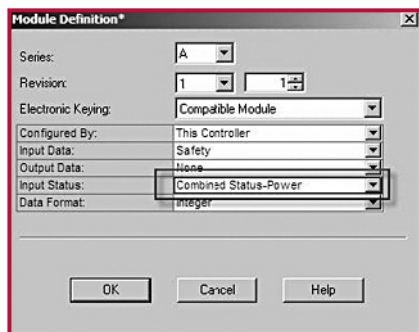 Module Definition*
Series: A
Revision: 1 1
Electronic Keying: Compatible Module
Configured By: This Controller
Input Data: Safety
Output Data: None
Input Status: Combined Status-Power
Data Format: Integer
OK Cancel Help